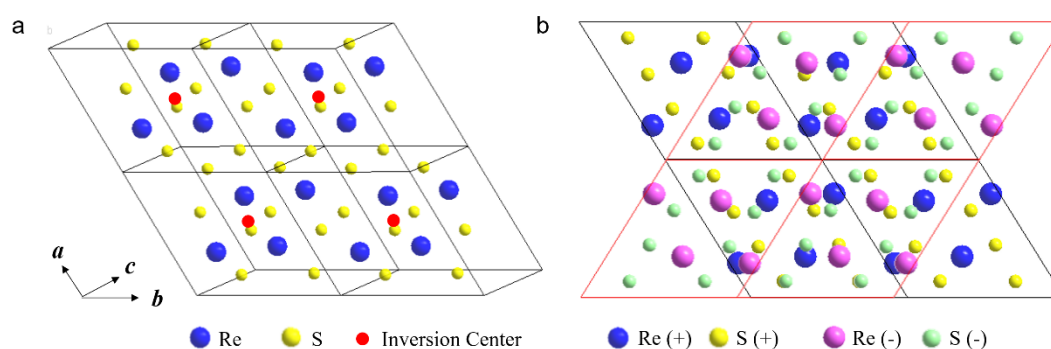 a
b
b
a
c
b
Re S Inversion Center
Re (+) S (+) Re (-) S (-)